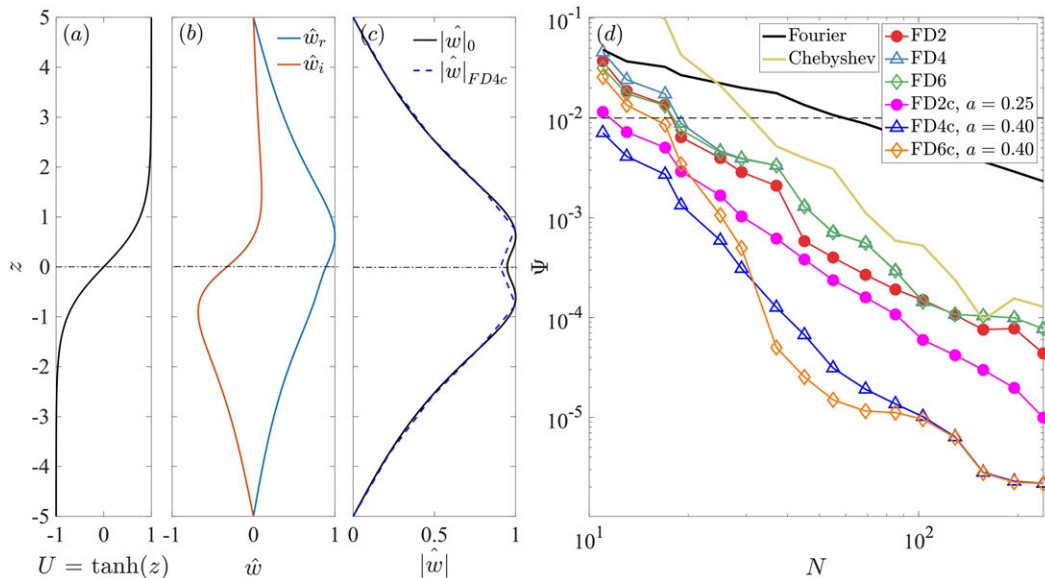 (a)
5
4
3
2
1
0
-1
-2
-3
-4
-5
z
-1 0 1
U = tanh(z)
(b)
ŵ_r
ŵ_i
-1 0 1
ŵ
(c)
|ŵ|_0
|ŵ|_{FD4c}
0 0.5 1
|ŵ|
(d)
Fourier
Chebyshev
FD2
FD4
FD6
FD2c, a = 0.25
FD4c, a = 0.40
FD6c, a = 0.40
10^{-1}
10^{-2}
10^{-3}
10^{-4}
10^{-5}
Ψ
10^1 10^2
N